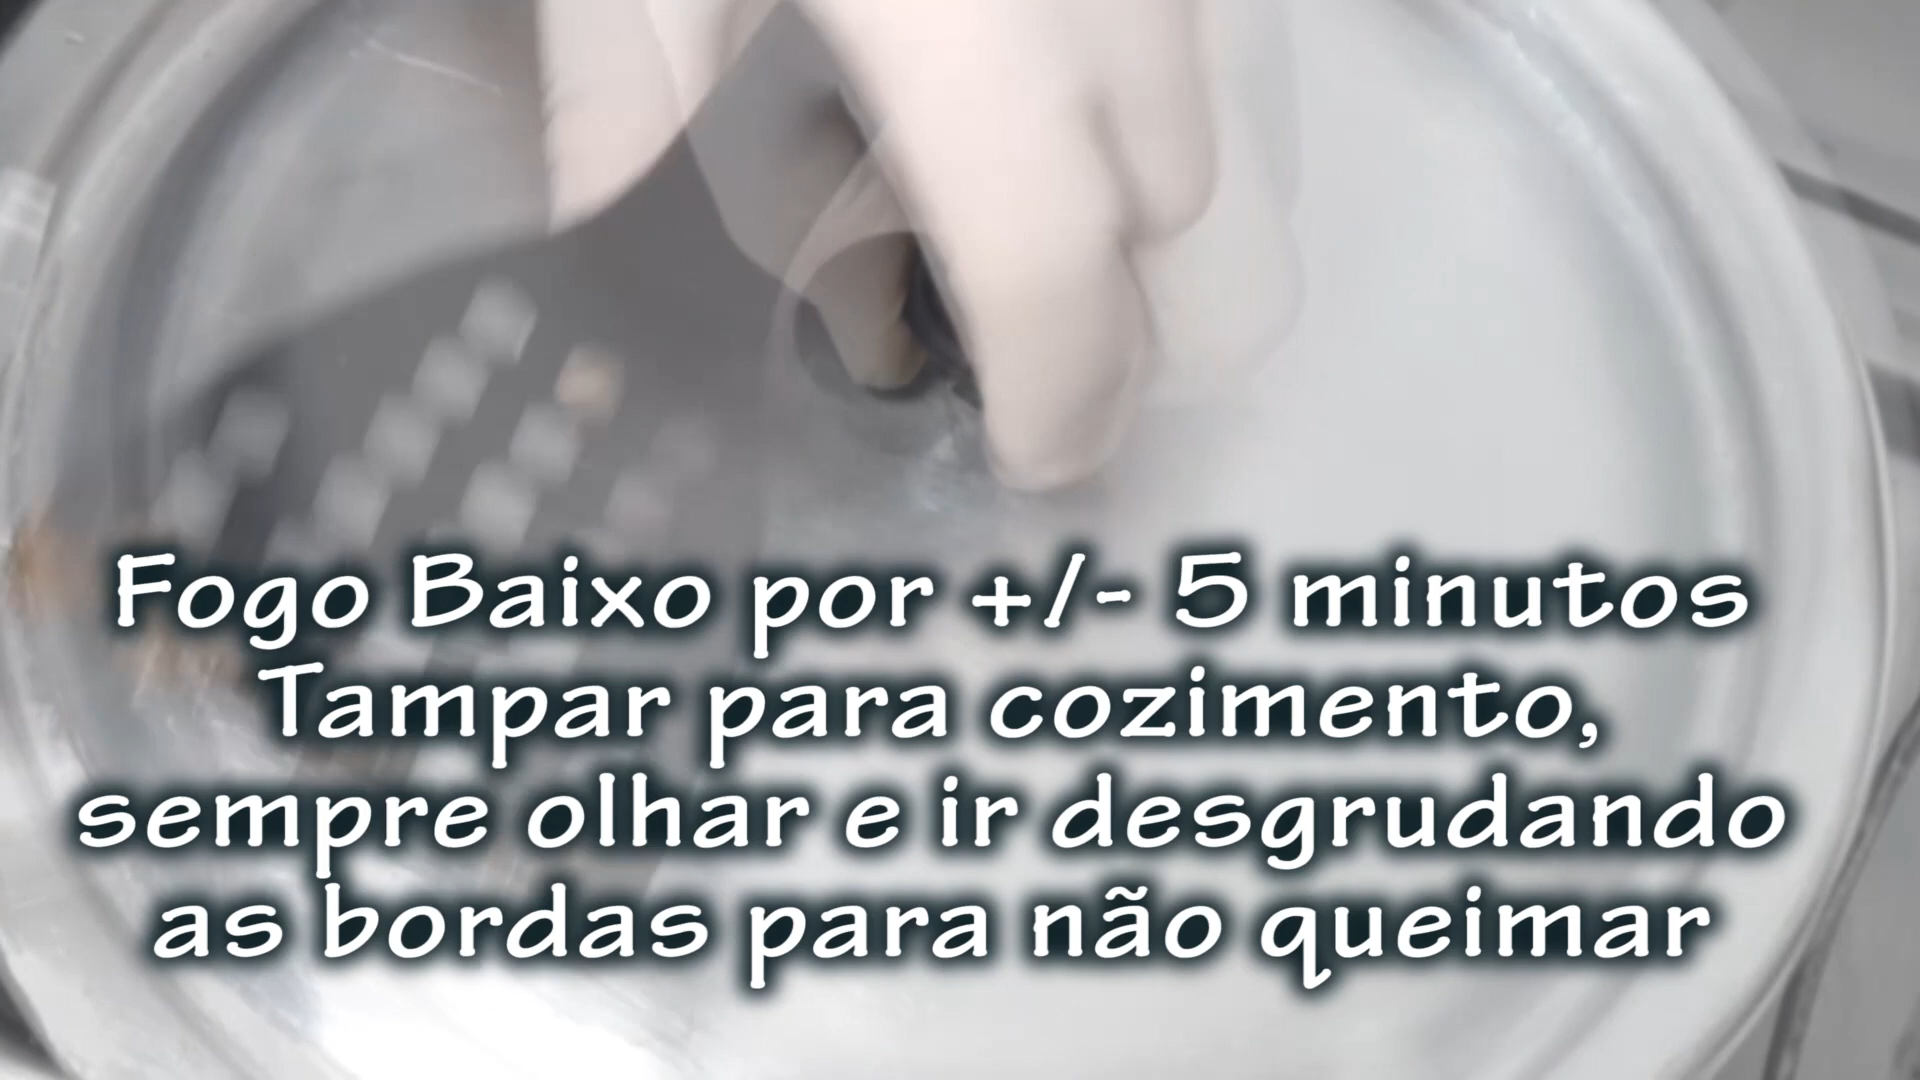 Fogo Baixo por +/- 5 minutos
Tampar para cozimento,
sempre olhar e ir desgrudando
as bordas para não queimar